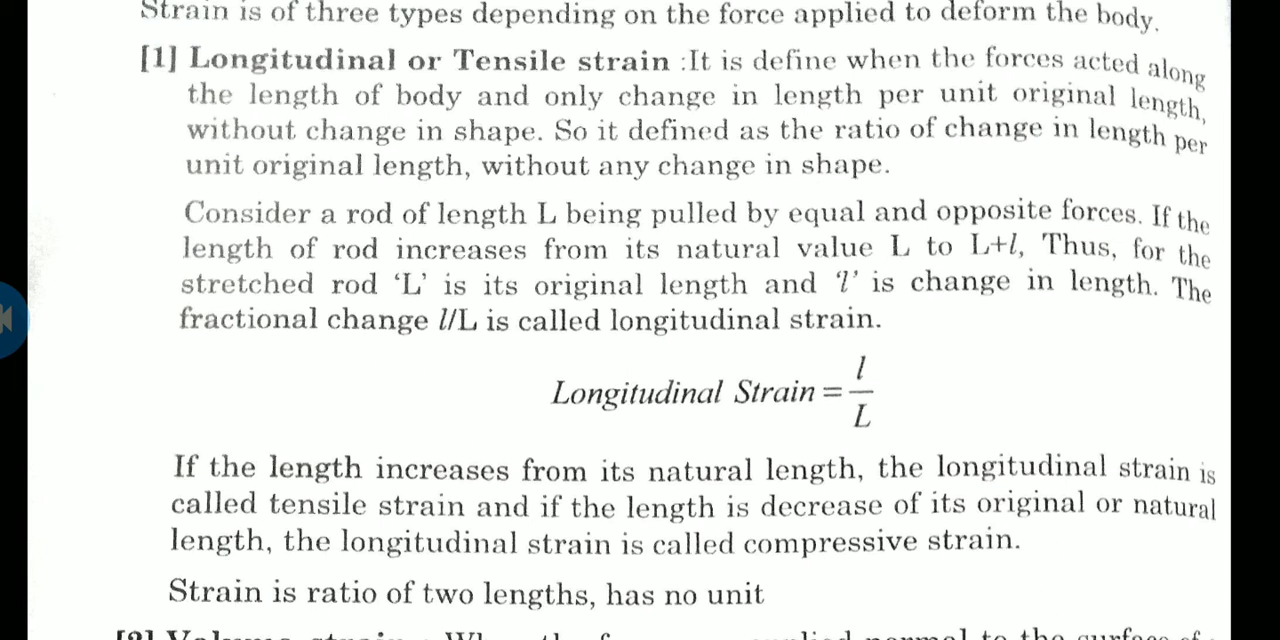 Strain is of three types depending on the force applied to deform the body.
[1] Longitudinal or Tensile strain :It is define when the forces acted along
the length of body and only change in length per unit original length,
without change in shape. So it defined as the ratio of change in length per
unit original length, without any change in shape.
Consider a rod of length L being pulled by equal and opposite forces. If the
length of rod increases from its natural value L to L+l, Thus, for the
stretched rod ‘L’ is its original length and ‘l’ is change in length. The
fractional change l/L is called longitudinal strain.
Longitudinal Strain = l/L
If the length increases from its natural length, the longitudinal strain is
called tensile strain and if the length is decrease of its original or natural
length, the longitudinal strain is called compressive strain.
Strain is ratio of two lengths, has no unit